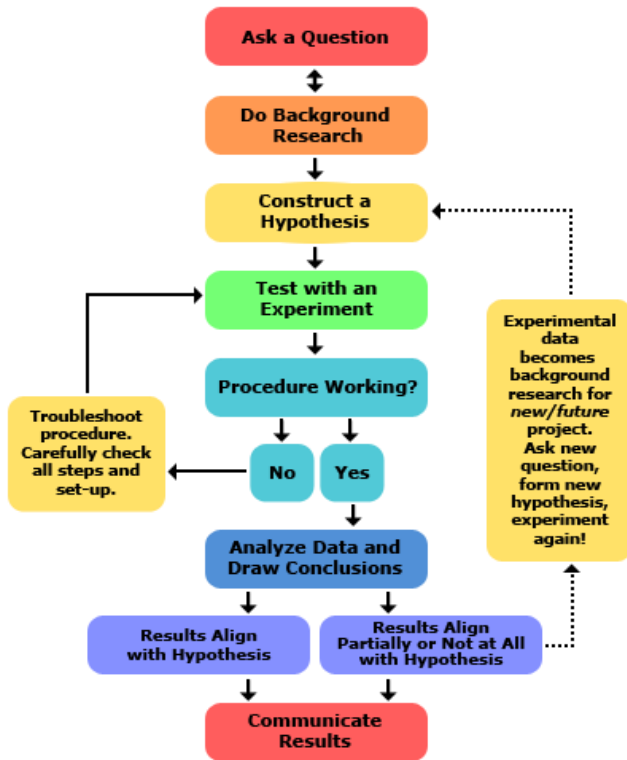 Ask a Question
Do Background
Research
Construct a
Hypothesis
Test with an
Experiment
Procedure Working?
No
Yes
Troubleshoot
procedure.
Carefully check
all steps and
set-up.
Analyze Data and
Draw Conclusions
Results Align
with Hypothesis
Results Align
Partially or Not at All
with Hypothesis
Experimental
data
becomes
background
research for
new/future
project.
Ask new
question,
form new
hypothesis,
experiment
again!
Communicate
Results